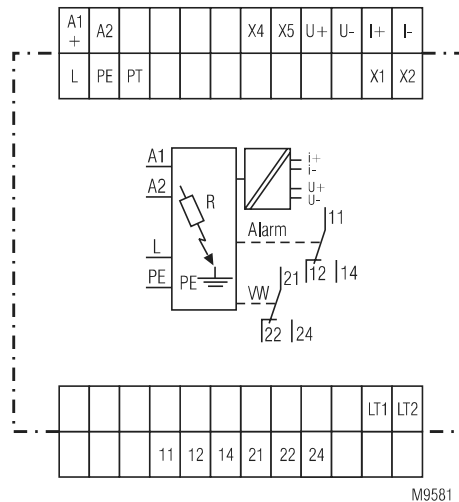 A1 + A2 X4 X5 U+ U- I+ I-
L PE PT X1 X2
A1
A2
L
PE
R
PE
i+
i-
U+
U-
Alarm
11
12 14
VW
21
22 24
LT1 LT2
11 12 14 21 22 24
M9581